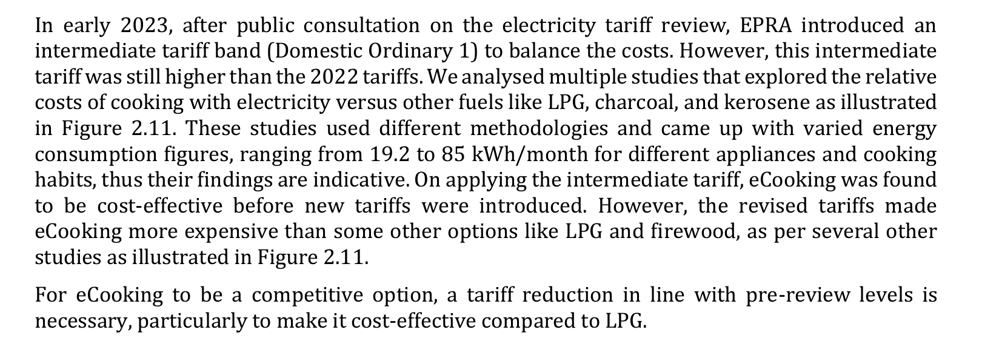 In early 2023, after public consultation on the electricity tariff review, EPRA introduced an
intermediate tariff band (Domestic Ordinary 1) to balance the costs. However, this intermediate
tariff was still higher than the 2022 tariffs. We analysed multiple studies that explored the relative
costs of cooking with electricity versus other fuels like LPG, charcoal, and kerosene as illustrated
in Figure 2.11. These studies used different methodologies and came up with varied energy
consumption figures, ranging from 19.2 to 85 kWh/month for different appliances and cooking
habits, thus their findings are indicative. On applying the intermediate tariff, eCooking was found
to be cost-effective before new tariffs were introduced. However, the revised tariffs made
eCooking more expensive than some other options like LPG and firewood, as per several other
studies as illustrated in Figure 2.11.
For eCooking to be a competitive option, a tariff reduction in line with pre-review levels is
necessary, particularly to make it cost-effective compared to LPG.